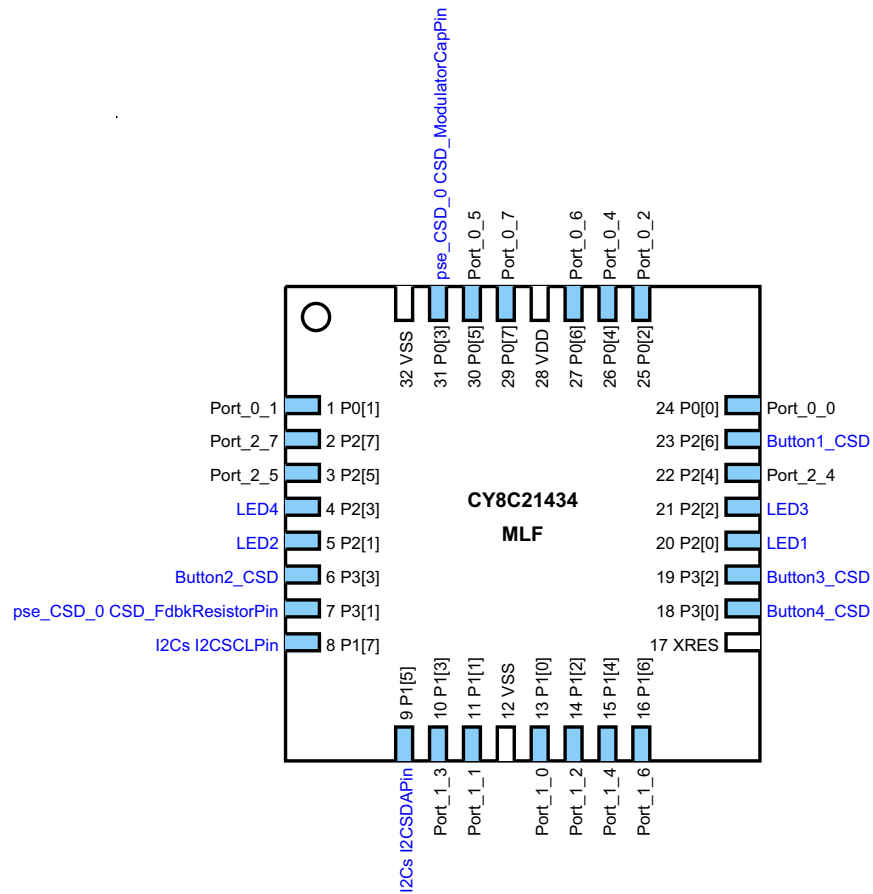 pse_CSD_0 CSD_ModulatorCapPin
Port_0_5
Port_0_7
Port_0_6
Port_0_4
Port_0_2
32 VSS
31 P0[3]
30 P0[5]
29 P0[7]
28 VDD
27 P0[6]
26 P0[4]
25 P0[2]
Port_0_1 1 P0[1]
Port_2_7 2 P2[7]
Port_2_5 3 P2[5]
LED4 4 P2[3]
LED2 5 P2[1]
Button2_CSD 6 P3[3]
pse_CSD_0 CSD_FdbkResistorPin 7 P3[1]
I2Cs I2CSCLPin 8 P1[7]
CY8C21434
MLF
24 P0[0] Port_0_0
23 P2[6] Button1_CSD
22 P2[4] Port_2_4
21 P2[2] LED3
20 P2[0] LED1
19 P3[2] Button3_CSD
18 P3[0] Button4_CSD
17 XRES
9 P1[5]
10 P1[3]
11 P1[1]
12 VSS
13 P1[0]
14 P1[2]
15 P1[4]
16 P1[6]
I2Cs I2CSDAPin
Port_1_3
Port_1_1
Port_1_0
Port_1_2
Port_1_4
Port_1_6